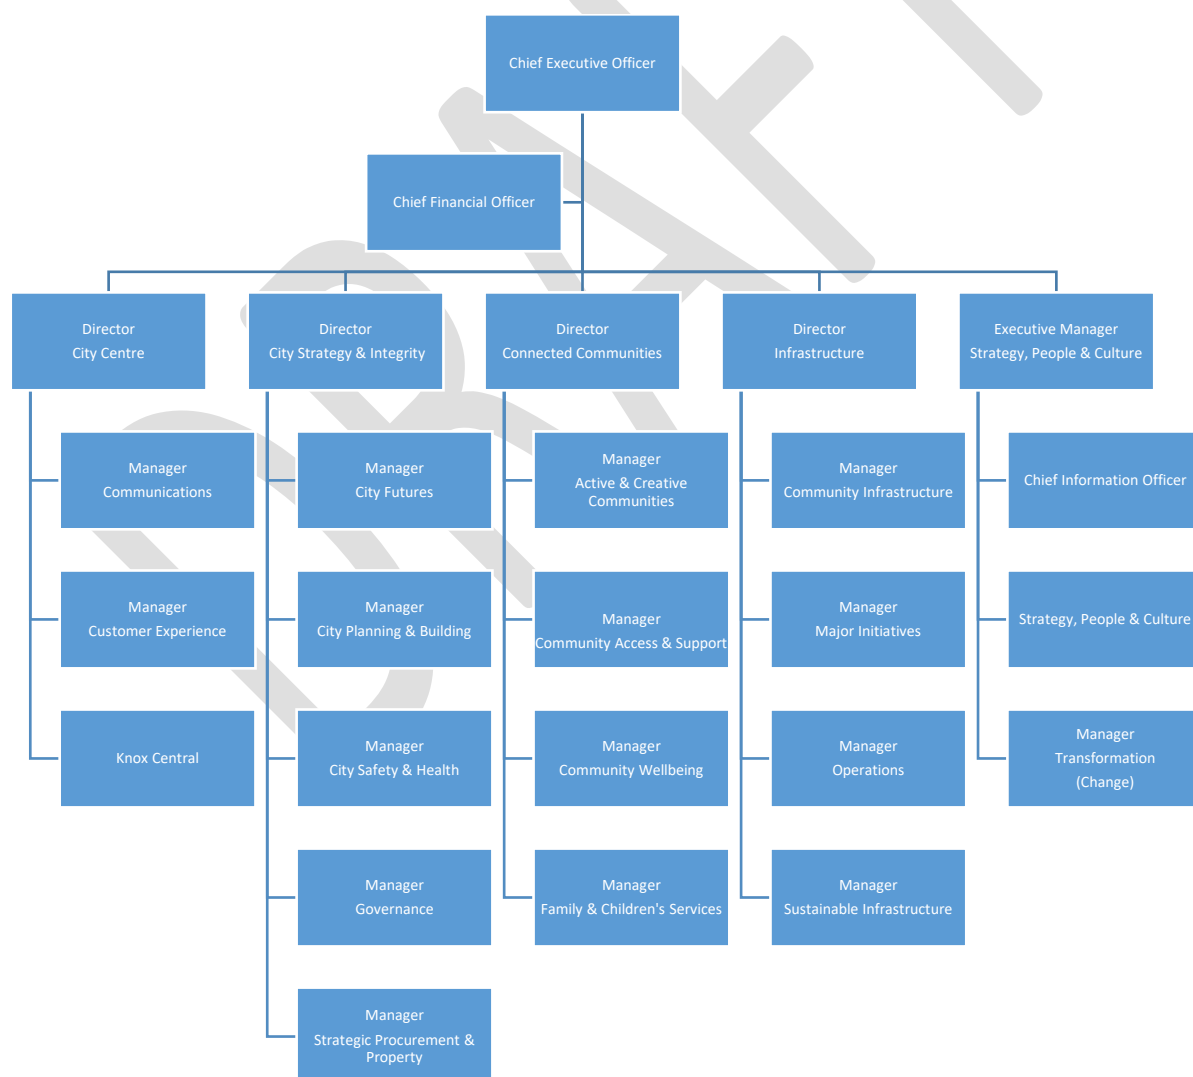 Chief Executive Officer
Chief Financial Officer
Director
City Centre
Director
City Strategy & Integrity
Director
Connected Communities
Director
Infrastructure
Executive Manager
Strategy, People & Culture
Manager
Communications
Manager
Customer Experience
Knox Central
Manager
City Futures
Manager
City Planning & Building
Manager
City Safety & Health
Manager
Governance
Manager
Strategic Procurement &
Property
Manager
Active & Creative
Communities
Manager
Community Access & Support
Manager
Community Wellbeing
Manager
Family & Children's Services
Manager
Community Infrastructure
Manager
Major Initiatives
Manager
Operations
Manager
Sustainable Infrastructure
Chief Information Officer
Strategy, People & Culture
Manager
Transformation
(Change)
DRAFT